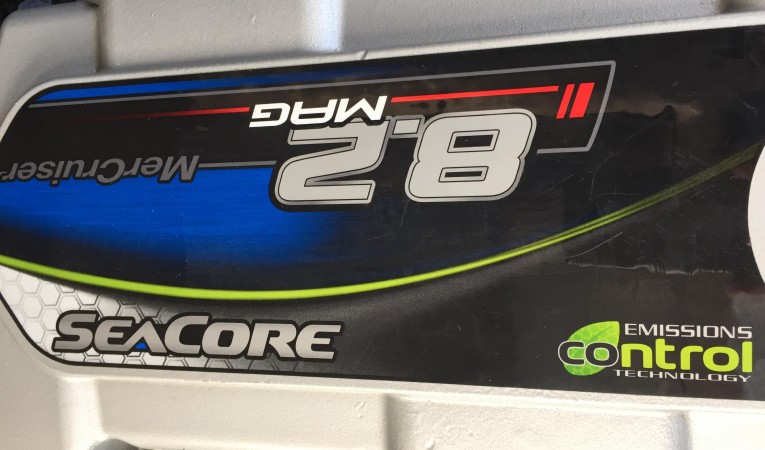 MerCruiser
8.2
MAG
SEACORE
EMISSIONS
control
TECHNOLOGY